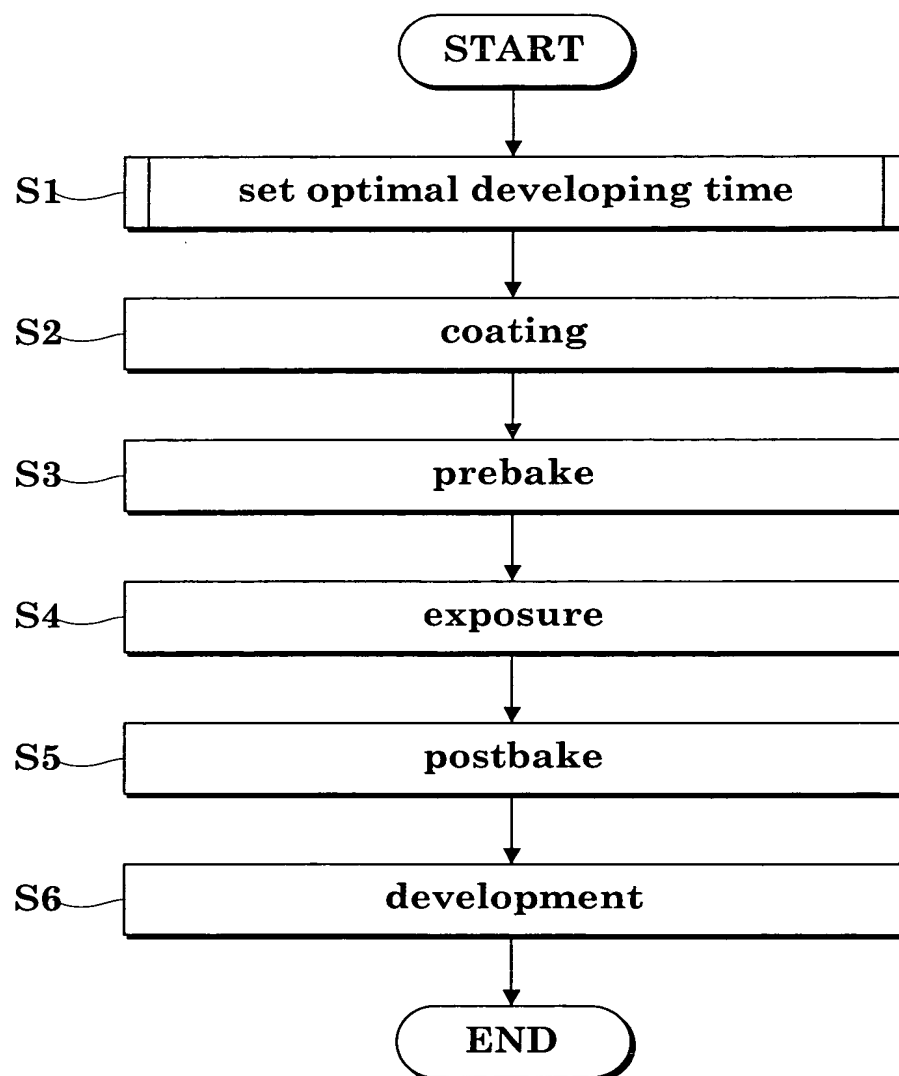 START
S1 set optimal developing time
S2 coating
S3 prebake
S4 exposure
S5 postbake
S6 development
END